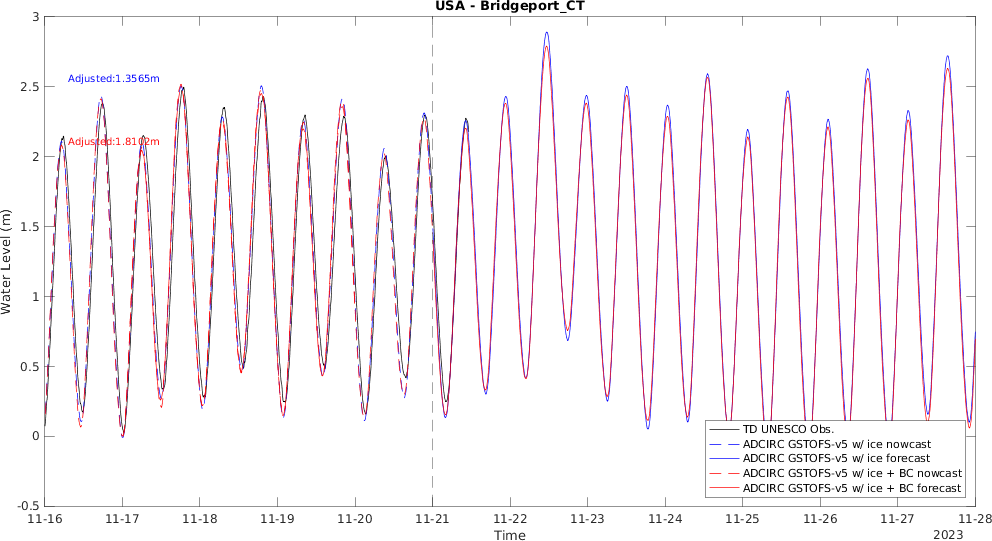 USA - Bridgeport_CT
3
2.5
2
1.5
1
0.5
0
-0.5
Water Level (m)
Adjusted:1.3565m
Adjusted:1.8102m
TD UNESCO Obs.
ADCIRC GSTOFS-v5 w/ ice nowcast
ADCIRC GSTOFS-v5 w/ ice forecast
ADCIRC GSTOFS-v5 w/ ice + BC nowcast
ADCIRC GSTOFS-v5 w/ ice + BC forecast
11-16 11-17 11-18 11-19 11-20 11-21 11-22 11-23 11-24 11-25 11-26 11-27 11-28
Time
2023